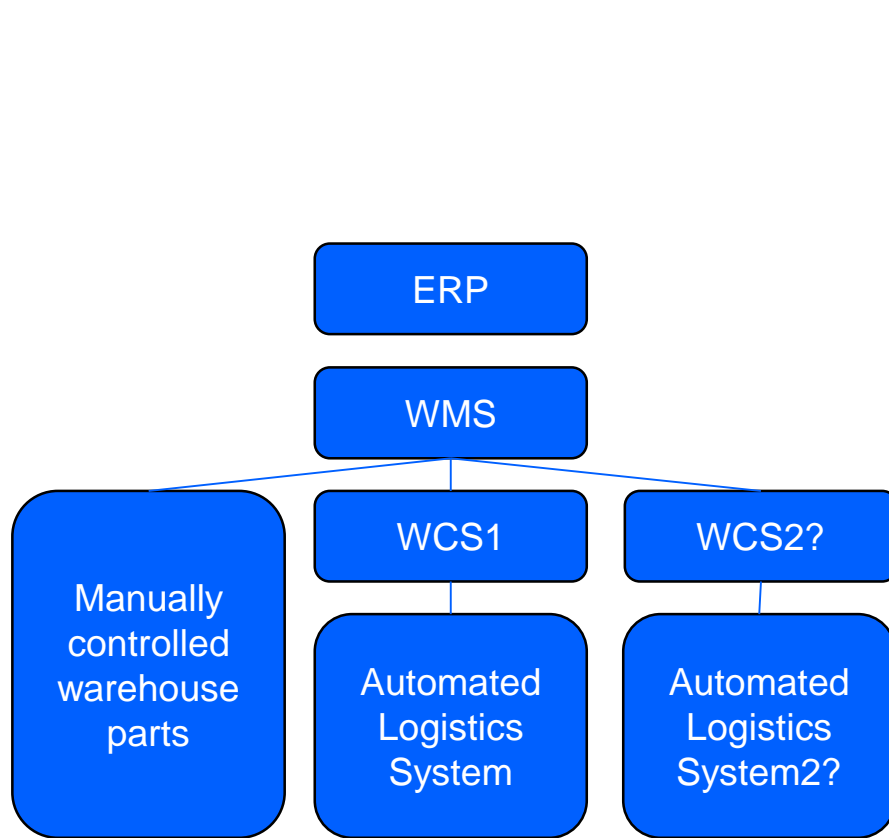 ERP
WMS
WCS1
WCS2?
Manually
controlled
warehouse
parts
Automated
Logistics
System
Automated
Logistics
System2?